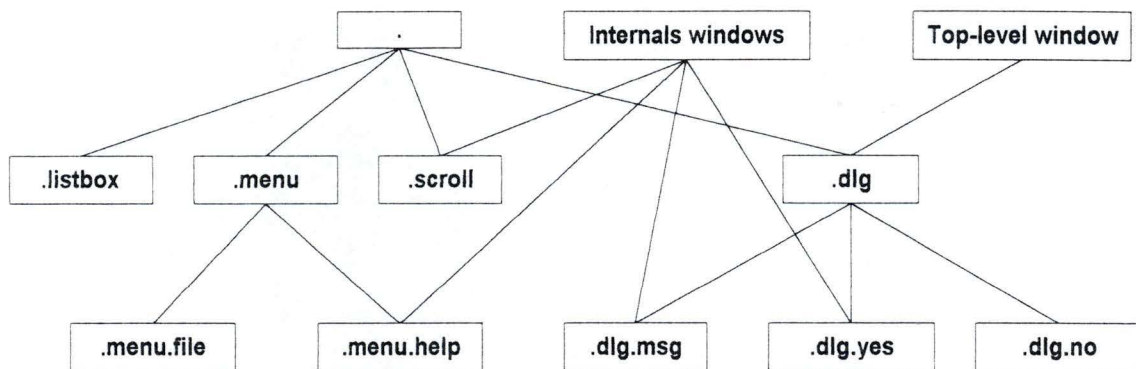 .
Internals windows
Top-level window
.listbox
.menu
.scroll
.dlg
.menu.file
.menu.help
.dlg.msg
.dlg.yes
.dlg.no